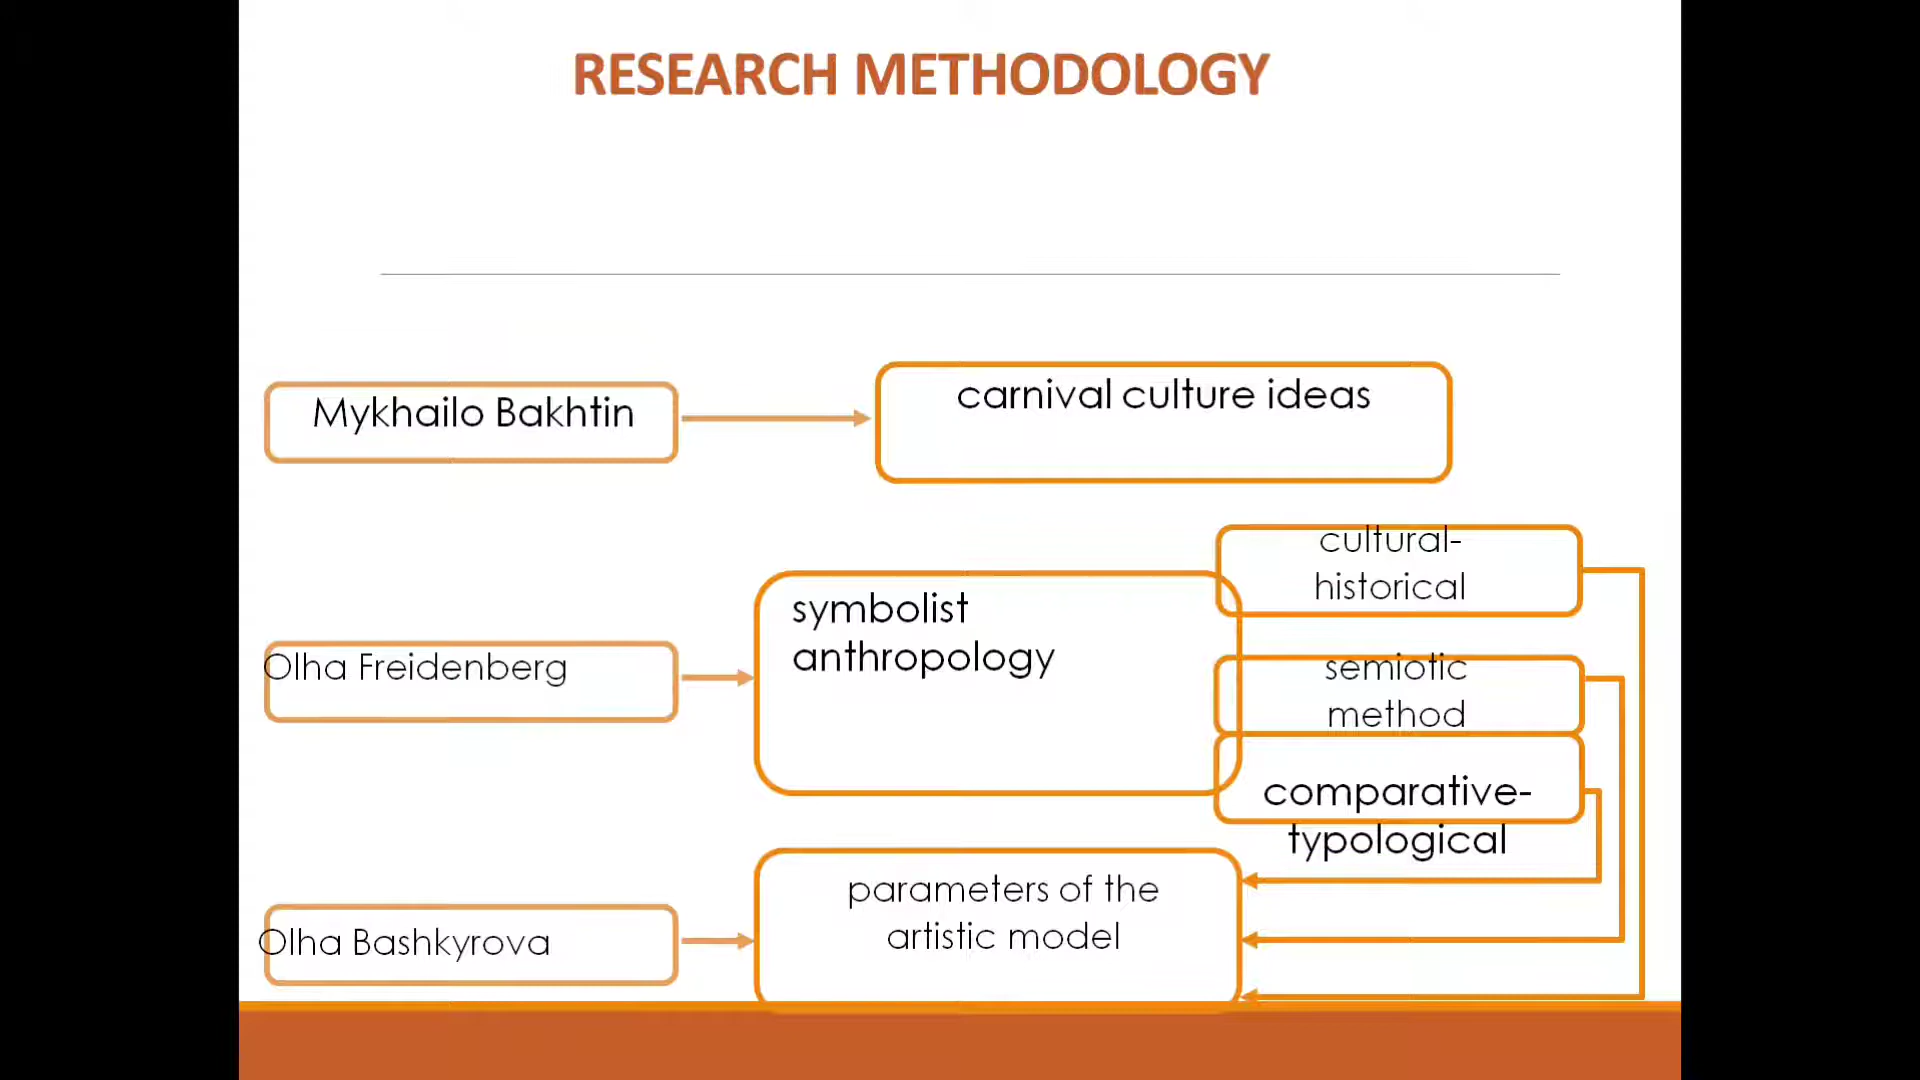 RESEARCH METHODOLOGY
Mykhailo Bakhtin
carnival culture ideas
Olha Freidenberg
symbolist
anthropology
cultural-
historical
semiotic
method
comparative-
typological
Olha Bashkyrova
parameters of the
artistic model